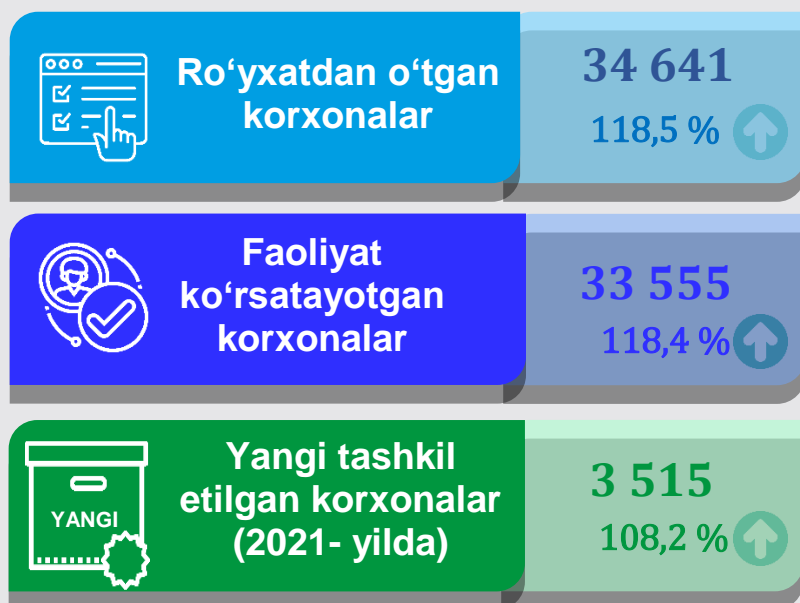 Ro‘yxatdan o‘tgan
korxonalar
34 641
118,5 %
Faoliyat
ko‘rsatayotgan
korxonalar
33 555
118,4 %
YANGI
Yangi tashkil
etilgan korxonalar
(2021- yilda)
3 515
108,2 %